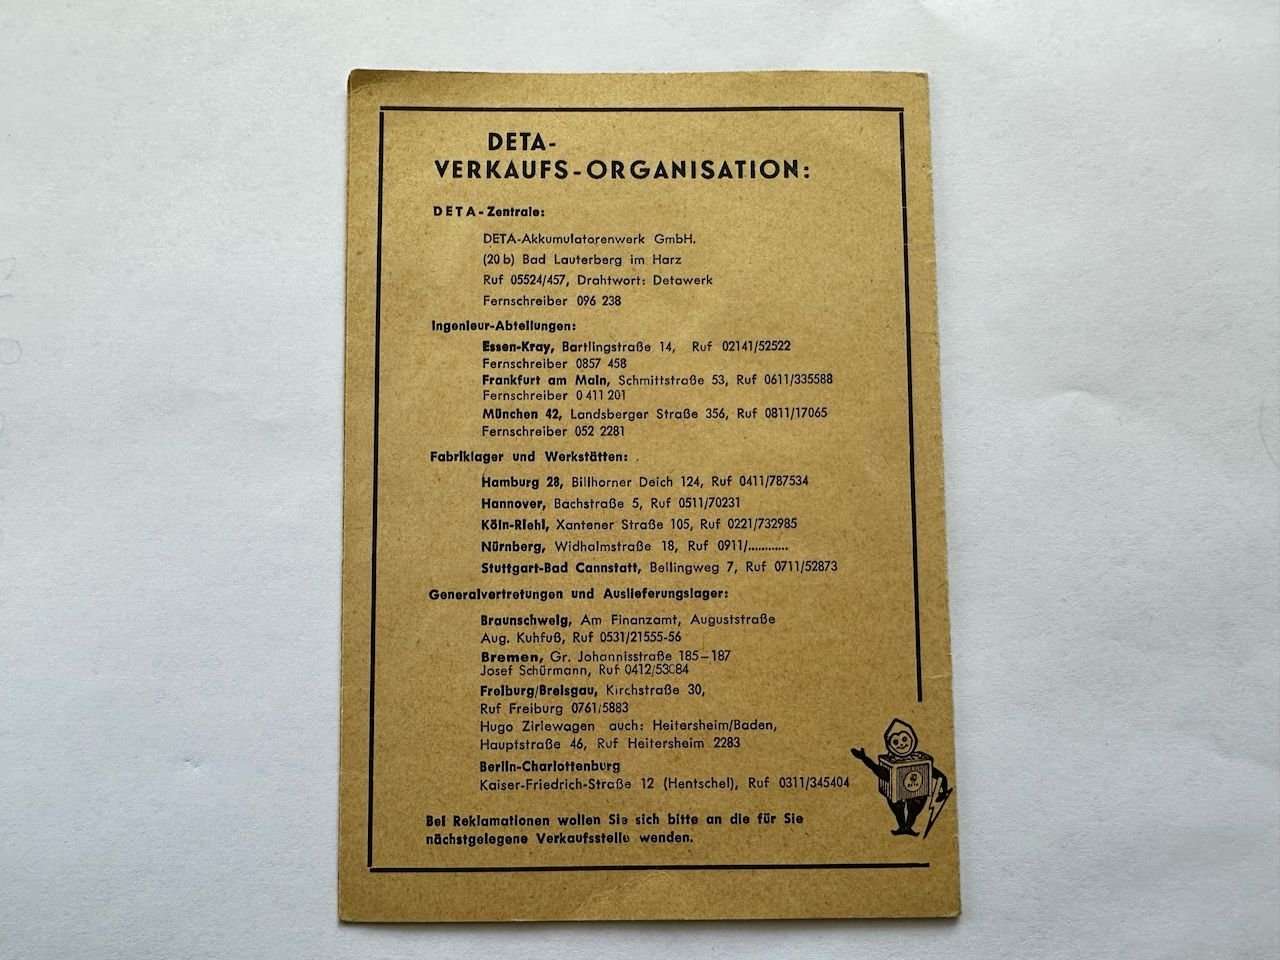 DETA-
VERKAUFS-ORGANISATION:
DETA-Zentrale:
DETA-Akkumulatorenwerk GmbH.
(20b) Bad Lauterberg im Harz
Ruf 05524/457, Drahtwort: Detawerk
Fernschreiber 096 238
Ingenieur-Abteilungen:
Essen-Kray, Bartlingstraße 14, Ruf 02141/52522
Fernschreiber 0857 458
Frankfurt am Main, Schmittstraße 53, Ruf 0611/335588
Fernschreiber 0 411 201
München 42, Landsberger Straße 356, Ruf 0811/17065
Fernschreiber 052 2281
Fabriklager und Werkstätten:
Hamburg 28, Billhorner Deich 124, Ruf 0411/787534
Hannover, Bachstraße 5, Ruf 0511/70231
Köln-Riehl, Xantener Straße 105, Ruf 0221/732985
Nürnberg, Widhalmstraße 18, Ruf 0911/............
Stuttgart-Bad Cannstatt, Bellingweg 7, Ruf 0711/52873
Generalvertretungen und Auslieferungslager:
Braunschweig, Am Finanzamt, Auguststraße
Aug. Kuhfuß, Ruf 0531/21555-56
Bremen, Gr. Johannisstraße 185–187
Josef Schürmann, Ruf 0412/53084
Freiburg/Breisgau, Kirchstraße 30,
Ruf Freiburg 0761/5883
Hugo Zirlewagen auch: Heitersheim/Baden,
Hauptstraße 46, Ruf Heitersheim 2283
Berlin-Charlottenburg
Kaiser-Friedrich-Straße 12 (Hentschel), Ruf 0311/345404
Bei Reklamationen wollen Sie sich bitte an die für Sie
nächstgelegene Verkaufsstelle wenden.